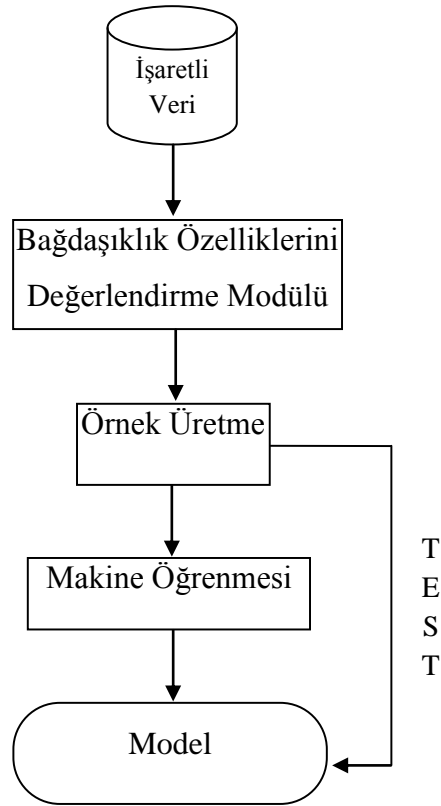 İşaretli
Veri
Bağdaşıklık Özelliklerini
Değerlendirme Modülü
Örnek Üretme
Makine Öğrenmesi
T
E
S
T
Model